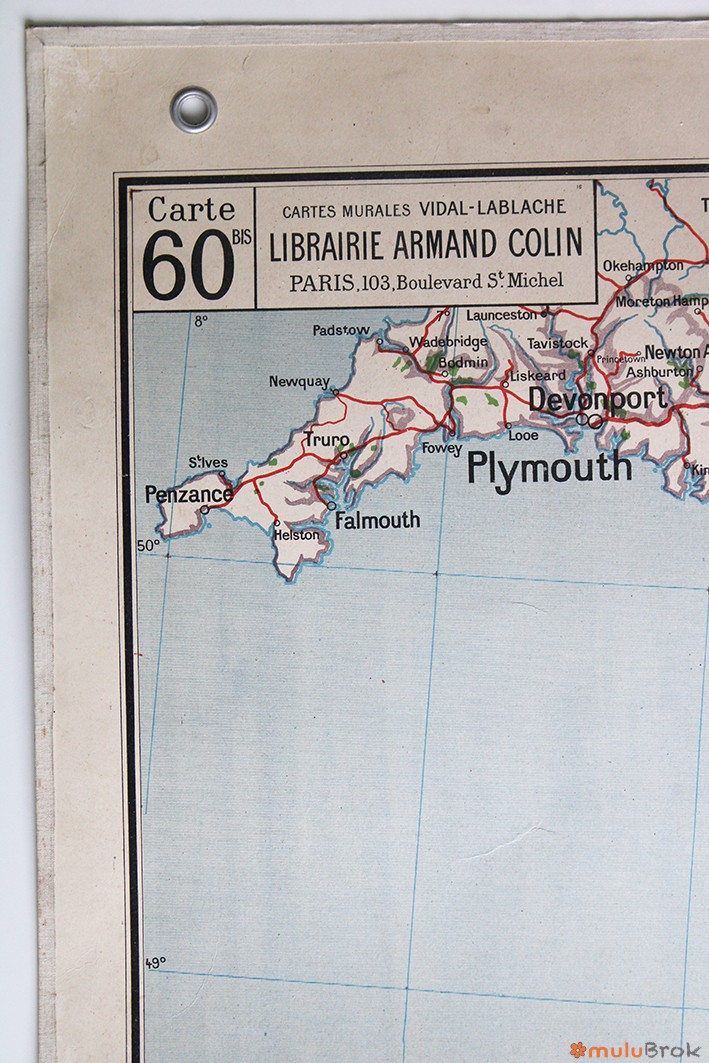 Carte
60 BIS
CARTES MURALES VIDAL-LABLACHE
LIBRAIRIE ARMAND COLIN
PARIS, 103, Boulevard St. Michel
8°
7°
Okehampton
Moreton Hamp
Launceston
Padstow
Wadebridge
Tavistock
Princetown
Newton A
Bodmin
Ashburton
Liskeard
Newquay
Devonport
Truro
Fowey
Looe
St. Ives
Plymouth
Kin
Penzance
Falmouth
Helston
50°
49°
muluBrok